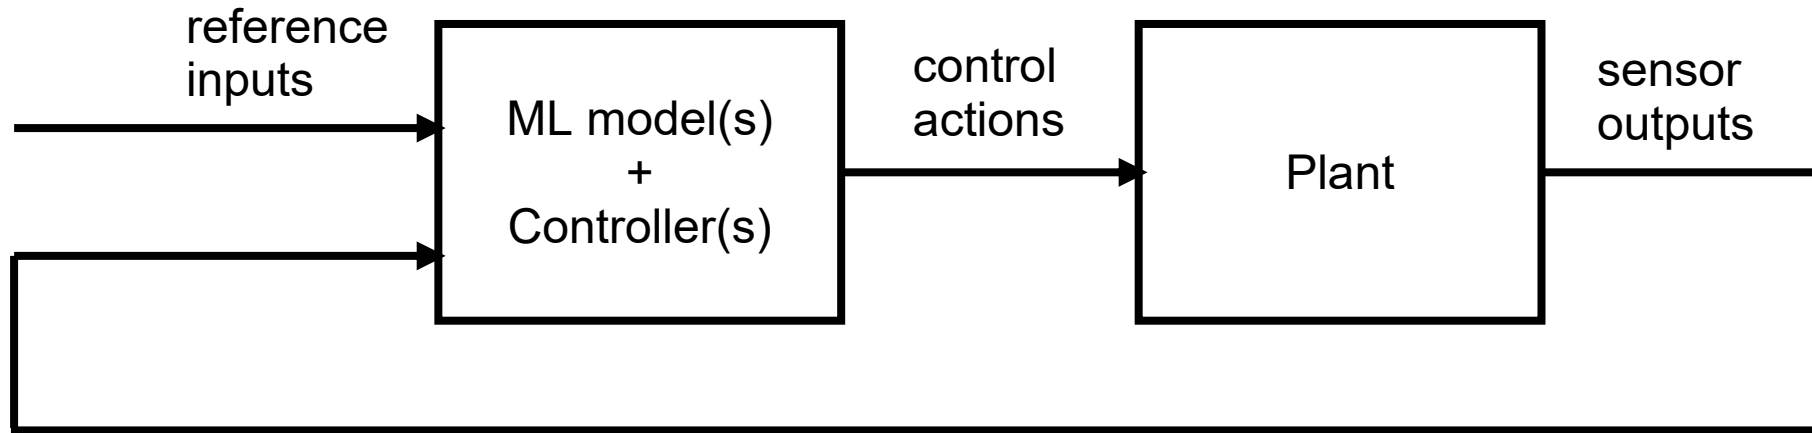 reference
inputs
ML model(s)
+
Controller(s)
control
actions
Plant
sensor
outputs